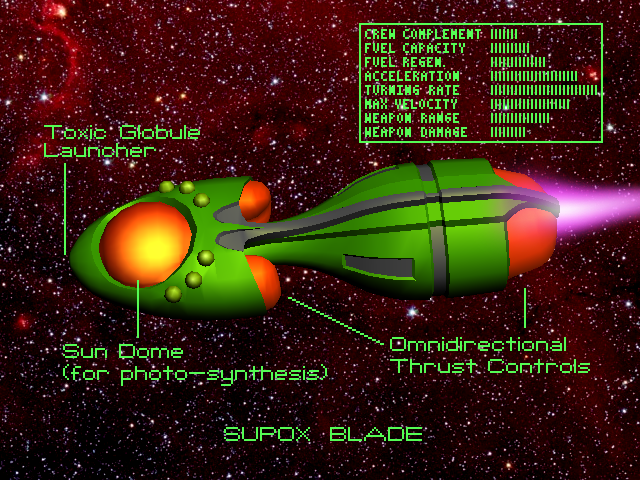 CREW COMPLEMENT
FUEL CAPACITY
FUEL REGEN.
ACCELERATION
TURNING RATE
MAX VELOCITY
WEAPON RANGE
WEAPON DAMAGE
Toxic Globule
Launcher
Sun Dome
(for photo-synthesis)
Omnidirectional
Thrust Controls
SUPOX BLADE